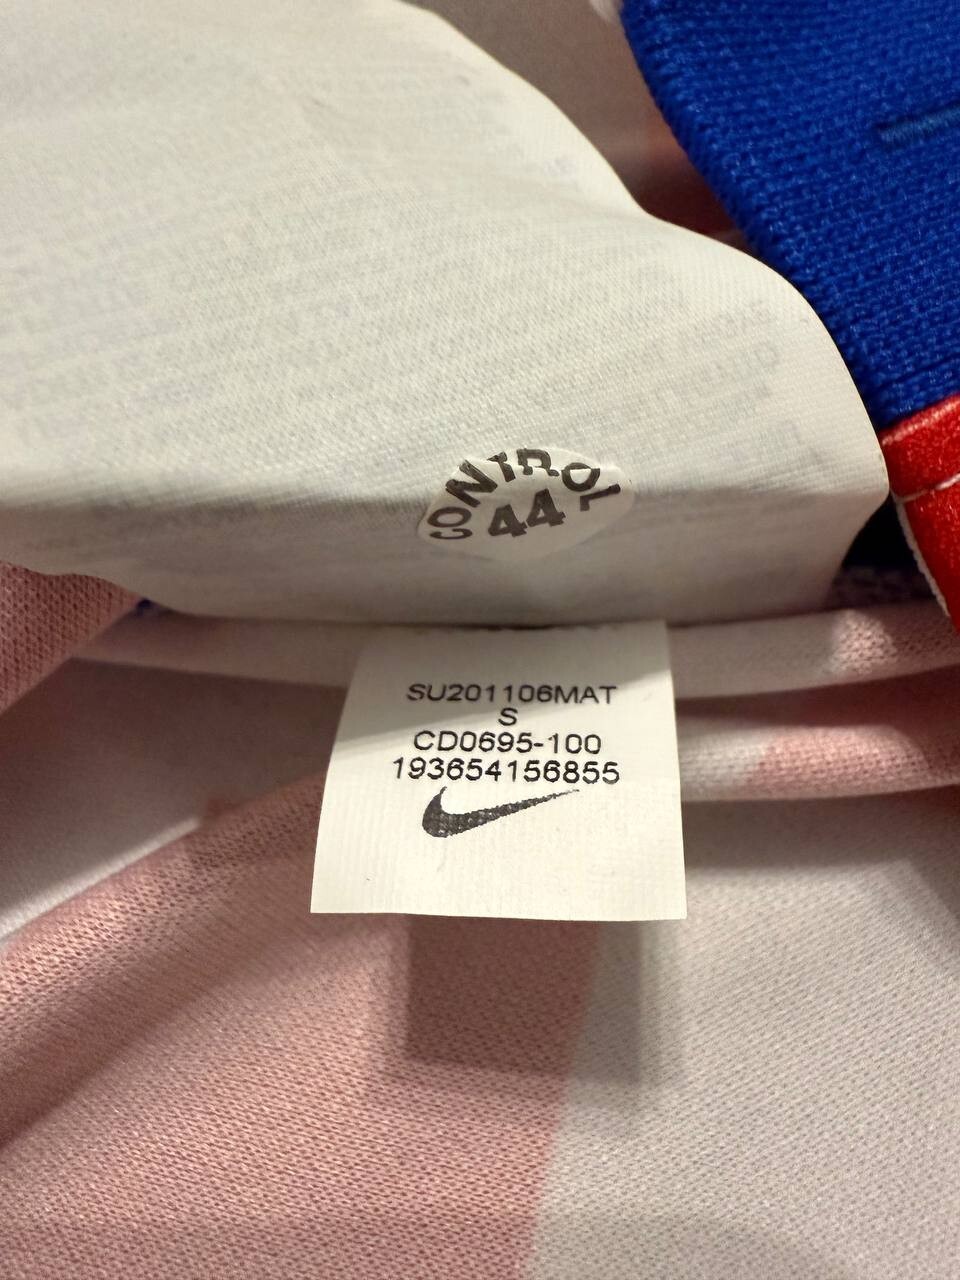 CONTROL
44
SU201106MAT
S
CD0695-100
193654156855